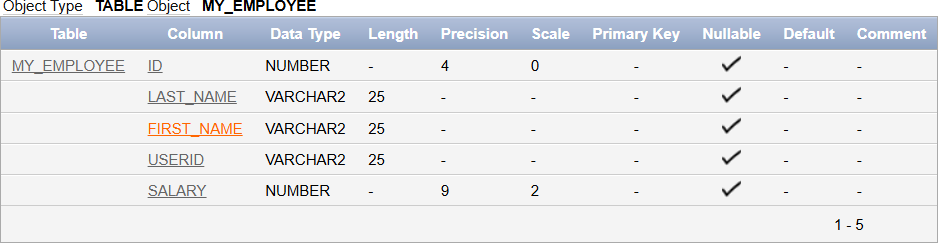 Object Type TABLE Object MY_EMPLOYEE
Table Column Data Type Length Precision Scale Primary Key Nullable Default Comment
MY_EMPLOYEE ID NUMBER - 4 0 - - -
LAST_NAME VARCHAR2 25 - - - - -
FIRST_NAME VARCHAR2 25 - - - - -
USERID VARCHAR2 25 - - - - -
SALARY NUMBER - 9 2 - - -
1 - 5